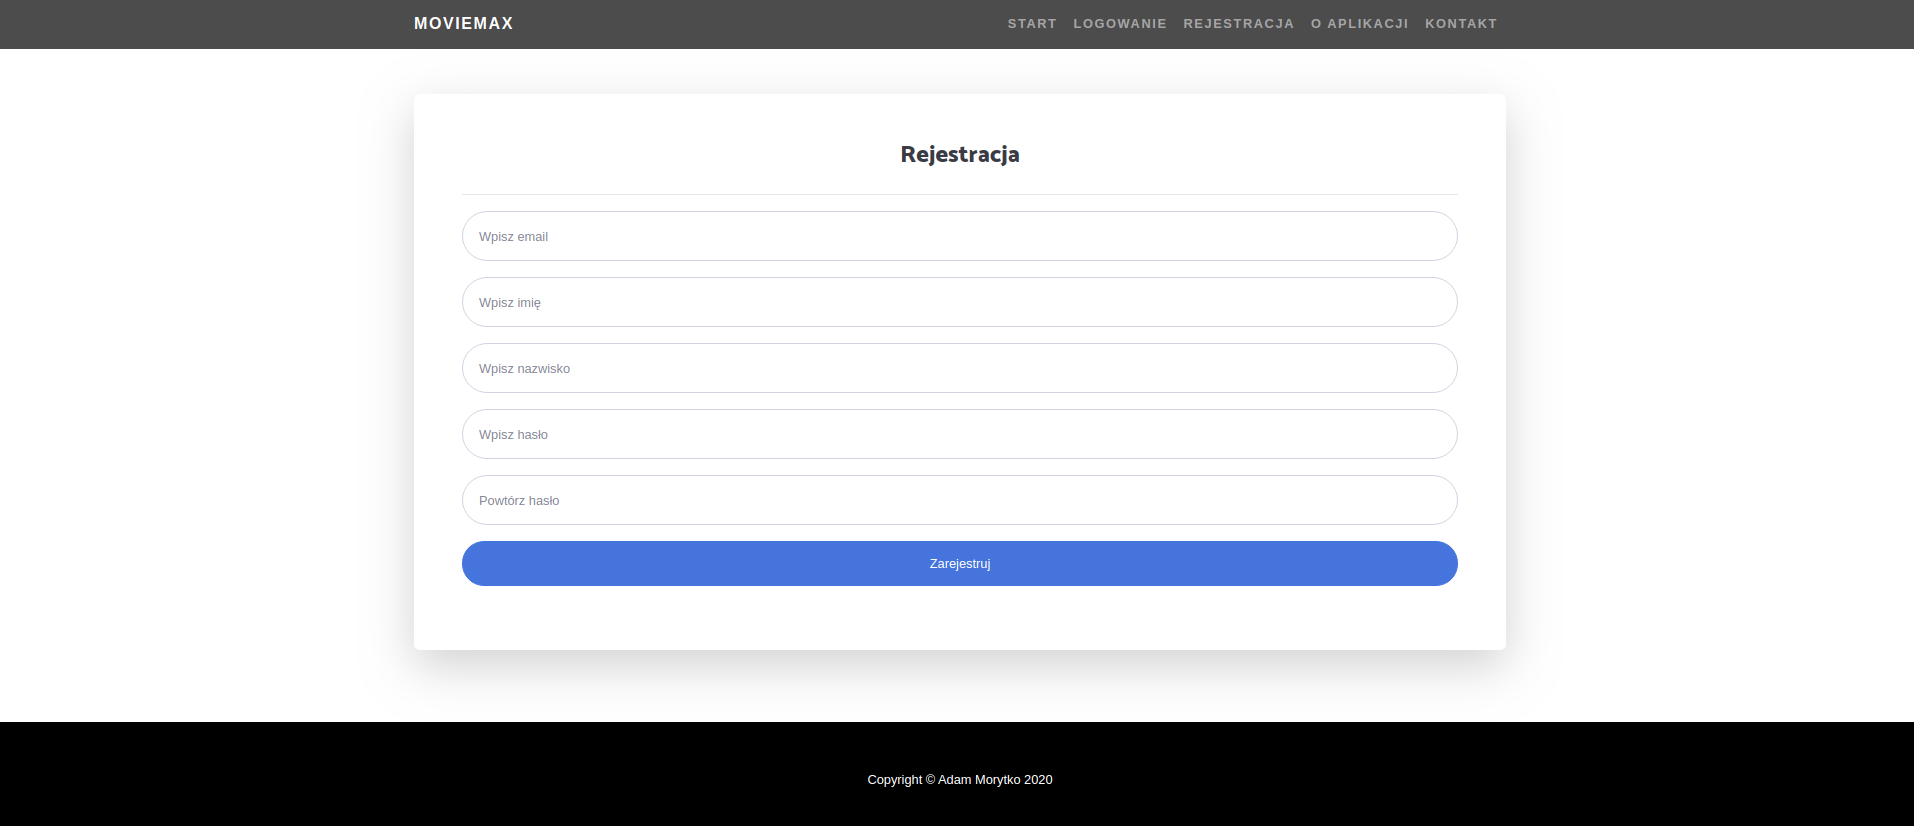 MOVIEMAX
START LOGOWANIE REJESTRACJA O APLIKACJI KONTAKT
Rejestracja
Wpisz email
Wpisz imię
Wpisz nazwisko
Wpisz hasło
Powtórz hasło
Zarejestruj
Copyright © Adam Morytko 2020